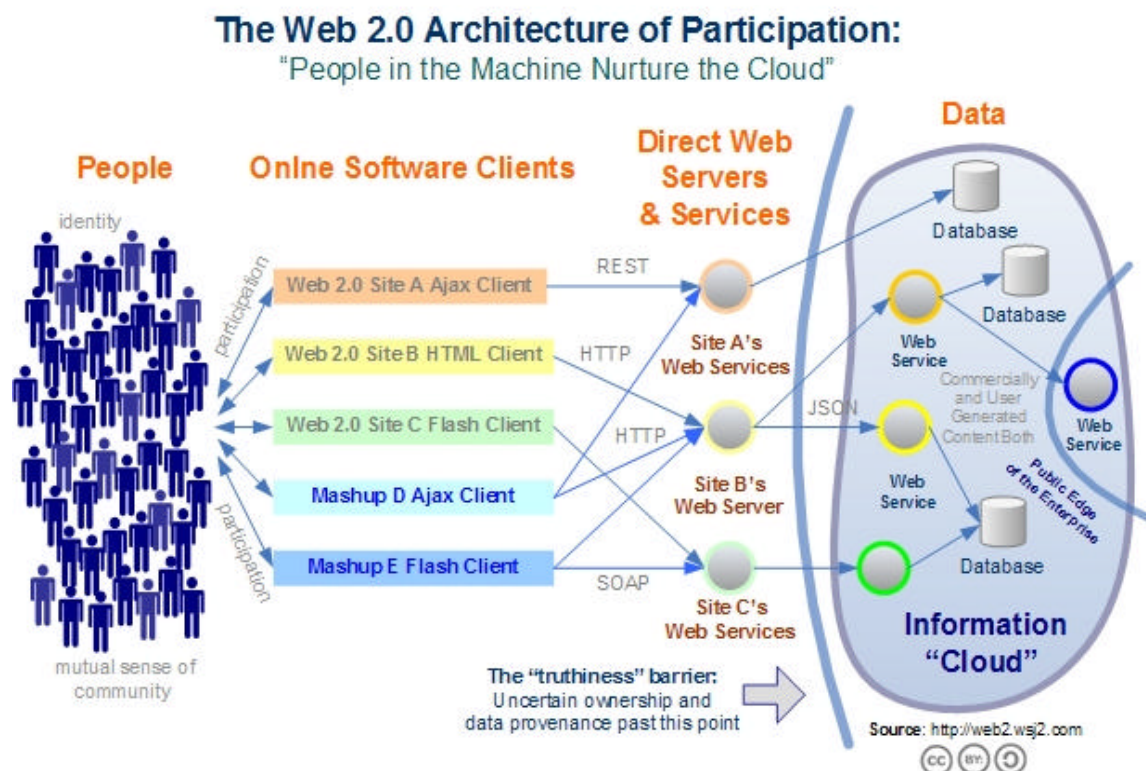 The Web 2.0 Architecture of Participation:
“People in the Machine Nurture the Cloud”
People
Onlne Software Clients
Direct Web
Servers
& Services
Data
identity
participation
participation
mutual sense of
community
Web 2.0 Site A Ajax Client
Web 2.0 Site B HTML Client
Web 2.0 Site C Flash Client
Mashup D Ajax Client
Mashup E Flash Client
REST
HTTP
HTTP
SOAP
Site A's
Web Services
Site B's
Web Server
Site C's
Web Services
JSON
Database
Database
Web
Service
Commercially
and User
Generated
Content Both
Web
Service
Web
Service
Public Edge
of the Enterprise
Database
Information
“Cloud”
The “truthiness” barrier:
Uncertain ownership and
data provenance past this point
Source: http://web2.wsj2.com
CC BY: